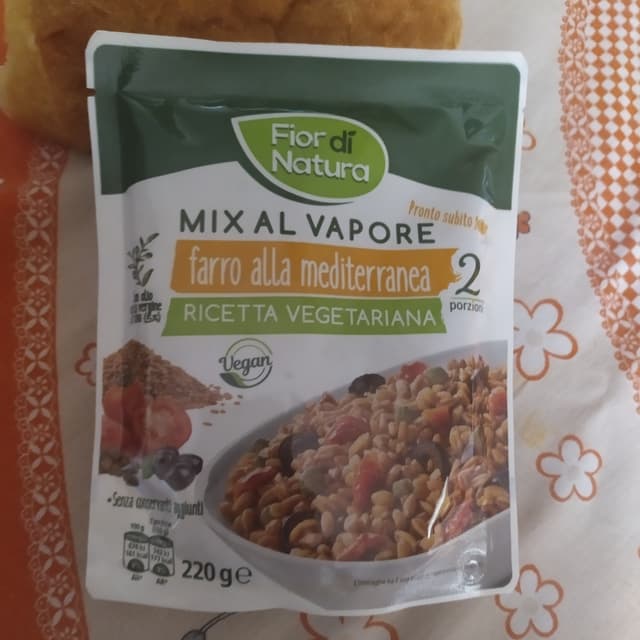 Fior di
Natura
Pronto subito
MIX AL VAPORE
farro alla mediterranea
2
porzioni
RICETTA VEGETARIANA
Vegan
•Senza conservanti aggiunti
220 g e